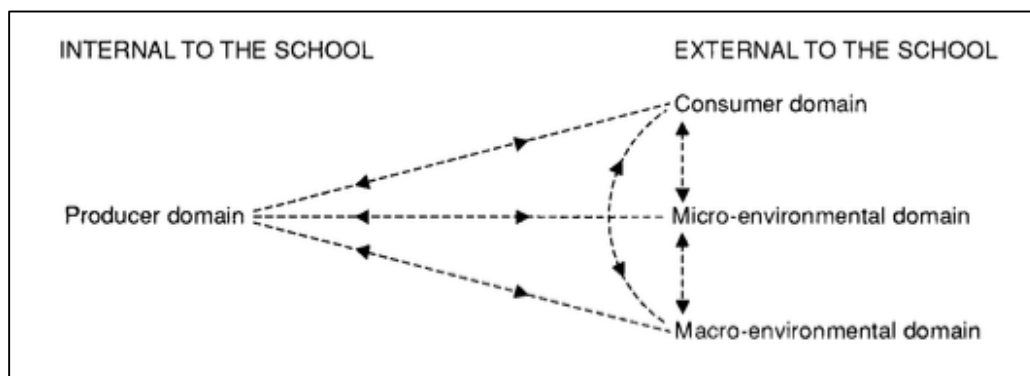 INTERNAL TO THE SCHOOL
EXTERNAL TO THE SCHOOL
Consumer domain
Producer domain
Micro-environmental domain
Macro-environmental domain